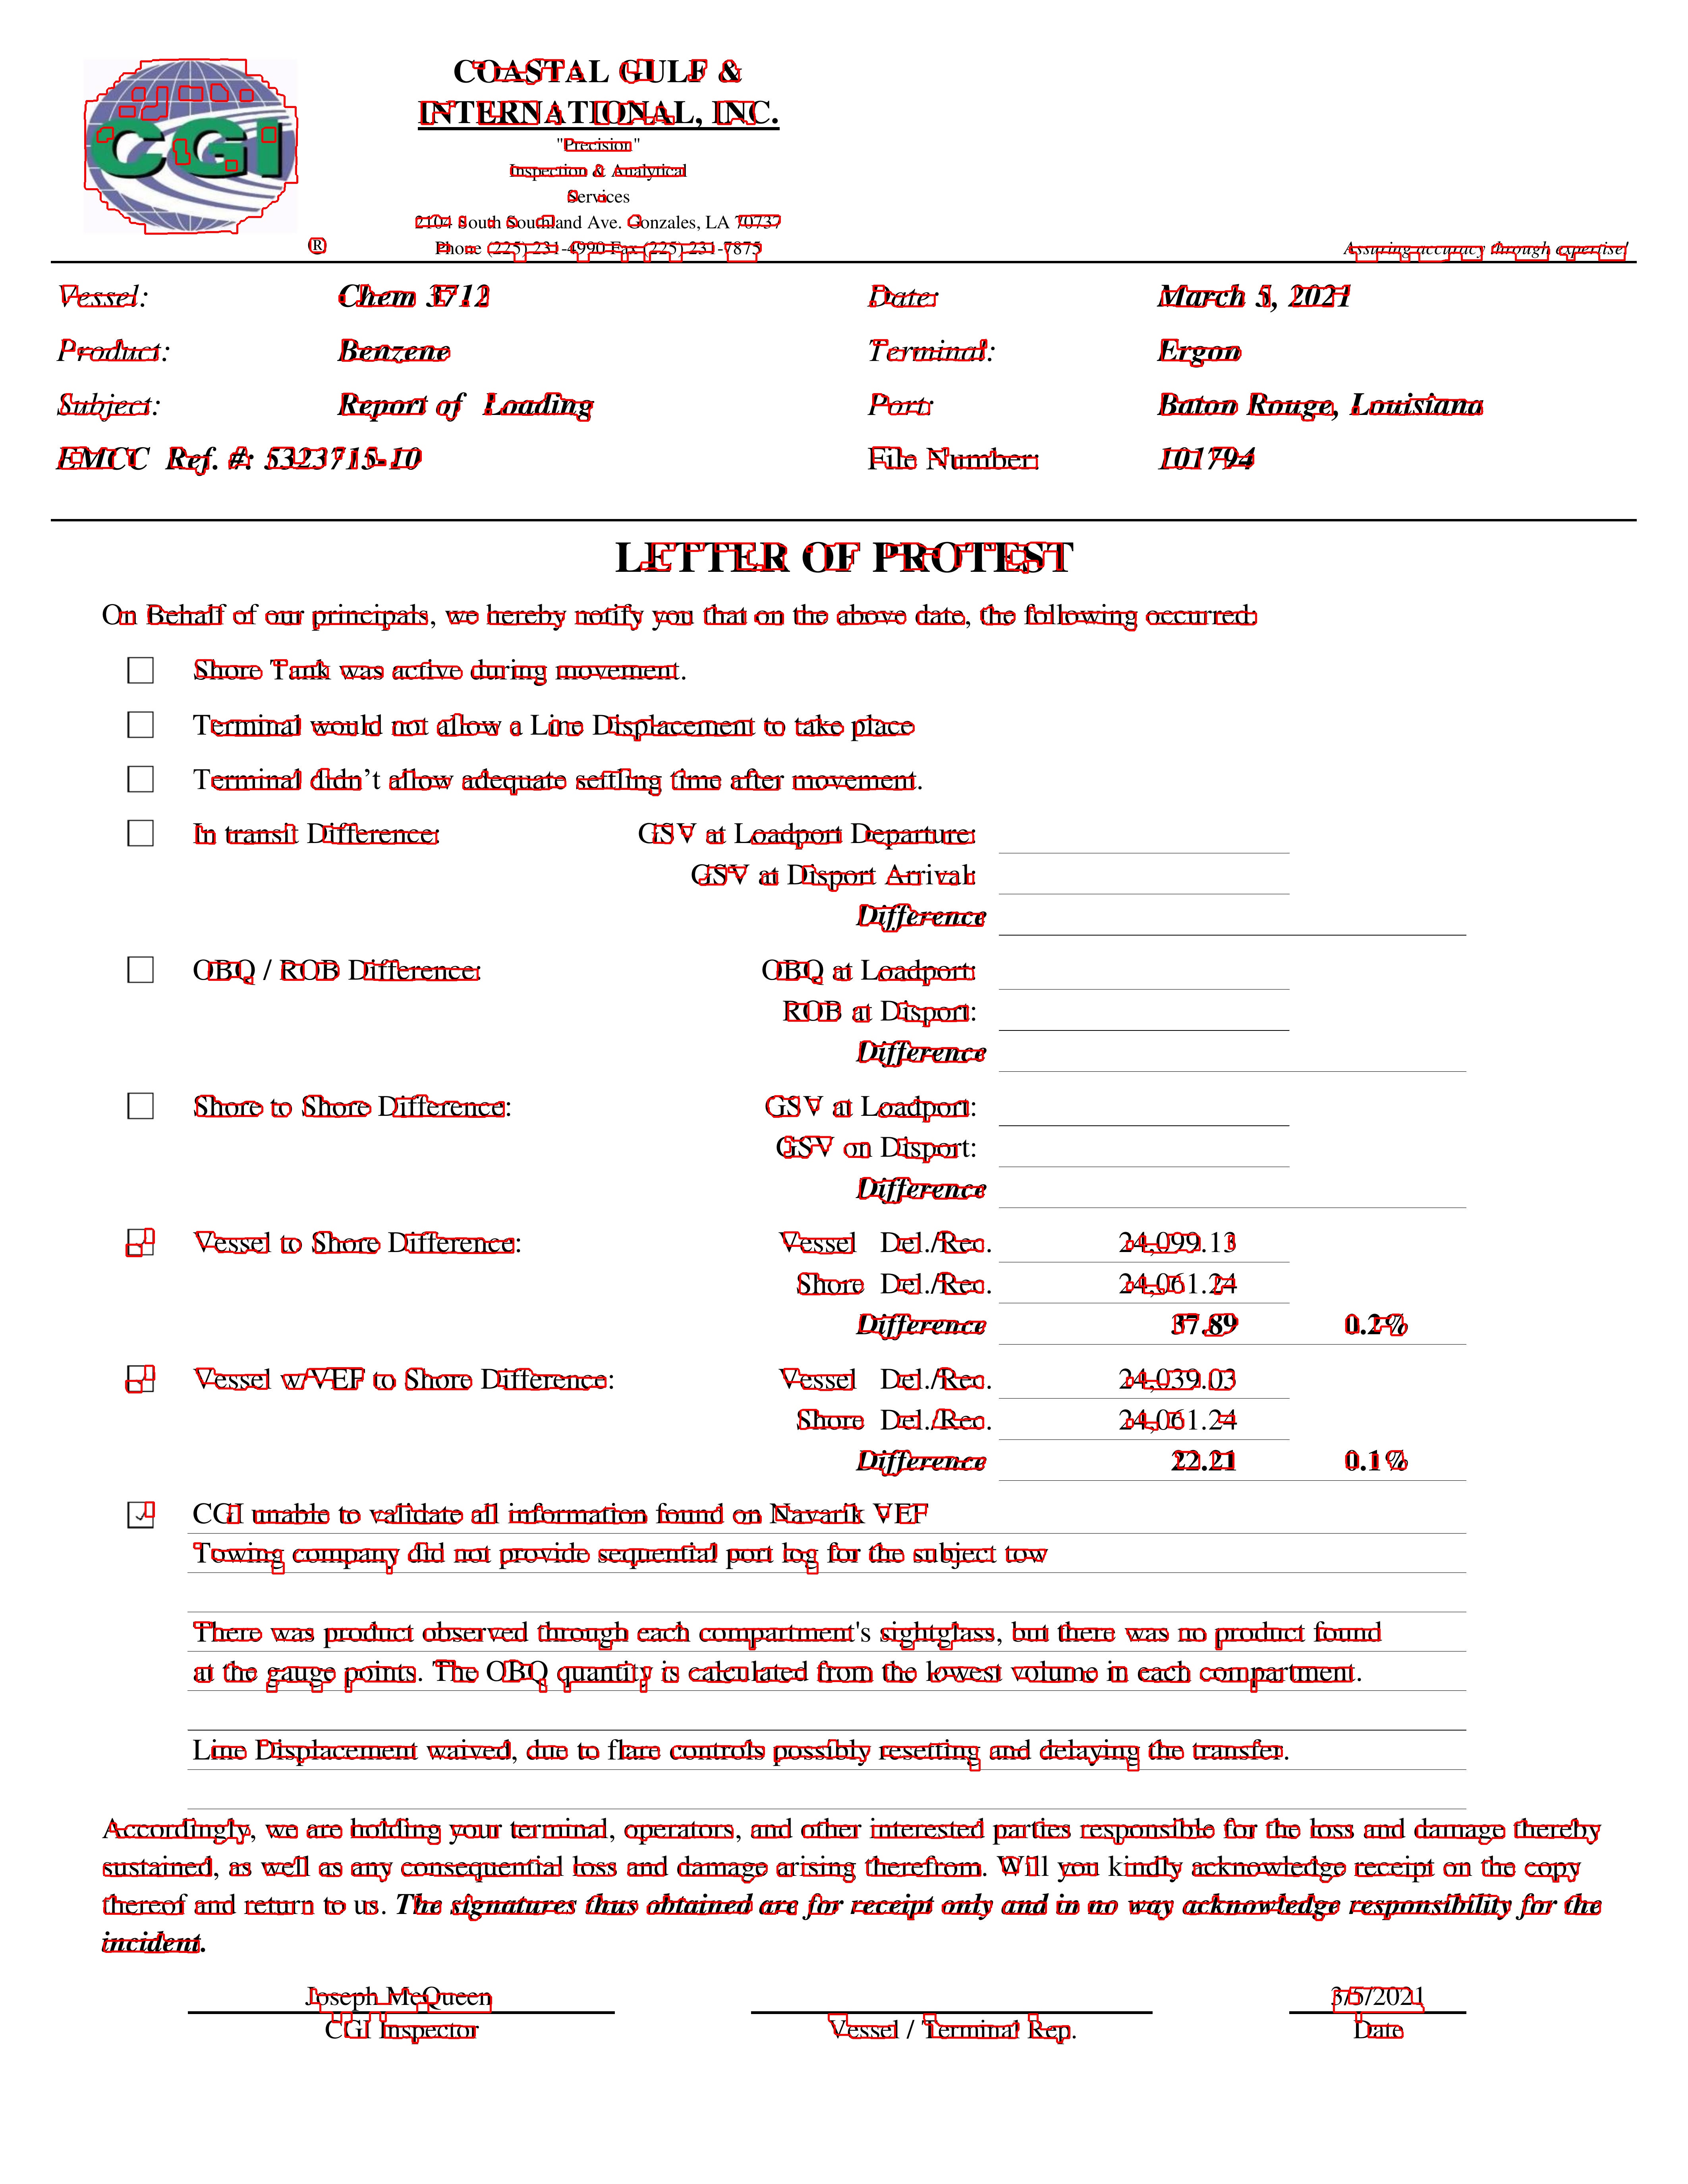 CGI
®
COASTAL GULF &
INTERNATIONAL, INC.
"Precision"
Inspection & Analytical
Services
2104 South Southland Ave. Gonzales, LA 70737
Phone (225) 231-4990 Fax (225) 231-7875
Assuring accuracy through expertise!
Vessel: Chem 3712 Date: March 5, 2021
Product: Benzene Terminal: Ergon
Subject: Report of Loading Port: Baton Rouge, Louisiana
EMCC Ref. #: 5323715-10 File Number: 101794
LETTER OF PROTEST
On Behalf of our principals, we hereby notify you that on the above date, the following occurred:
Shore Tank was active during movement.
Terminal would not allow a Line Displacement to take place
Terminal didn't allow adequate settling time after movement.
In transit Difference: GSV at Loadport Departure:
GSV at Disport Arrival:
Difference
OBQ / ROB Difference: OBQ at Loadport:
ROB at Disport:
Difference
Shore to Shore Difference: GSV at Loadport:
GSV on Disport:
Difference
Vessel to Shore Difference: Vessel Del./Rec. 24,099.13
Shore Del./Rec. 24,061.24
Difference 37.89 0.2%
Vessel w/VEF to Shore Difference: Vessel Del./Rec. 24,039.03
Shore Del./Rec. 24,061.24
Difference 22.21 0.1%
CGI unable to validate all information found on Navarik VEF
Towing company did not provide sequential port log for the subject tow
There was product observed through each compartment's sightglass, but there was no product found
at the gauge points. The OBQ quantity is calculated from the lowest volume in each compartment.
Line Displacement waived, due to flare controls possibly resetting and delaying the transfer.
Accordingly, we are holding your terminal, operators, and other interested parties responsible for the loss and damage thereby
sustained, as well as any consequential loss and damage arising therefrom. Will you kindly acknowledge receipt on the copy
thereof and return to us. The signatures thus obtained are for receipt only and in no way acknowledge responsibility for the
incident.
Joseph McQueen 3/5/2021
CGI Inspector Vessel / Terminal Rep. Date